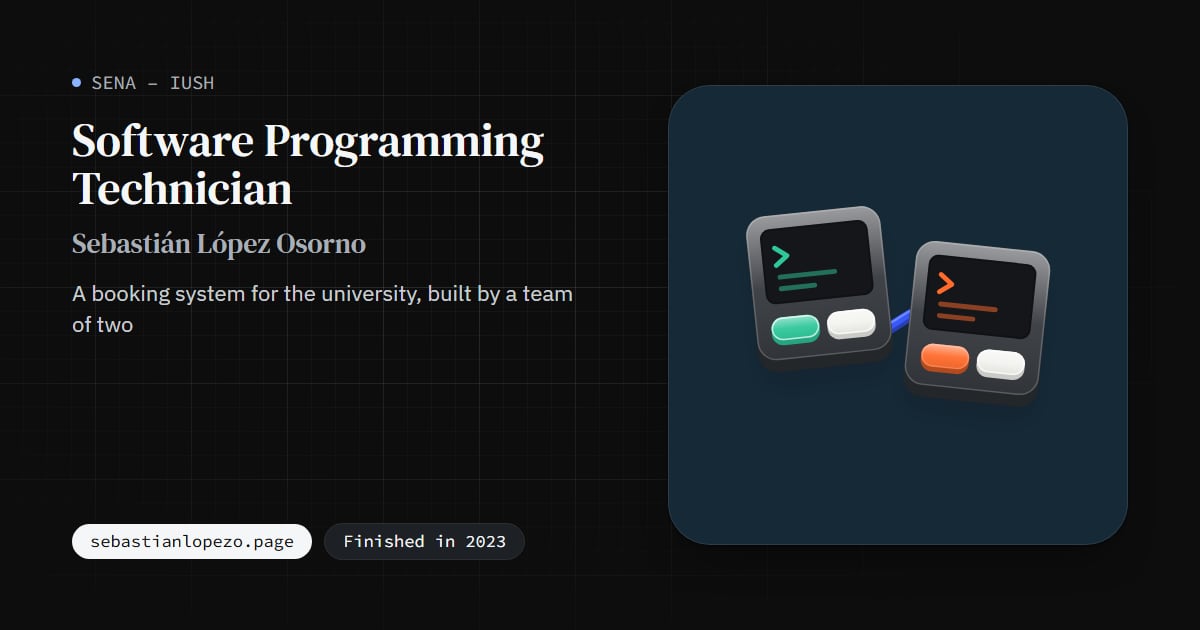 SENA – IUSH
Software Programming
Technician
Sebastián López Osorno
A booking system for the university, built by a team
of two
sebastianlopezo.page
Finished in 2023